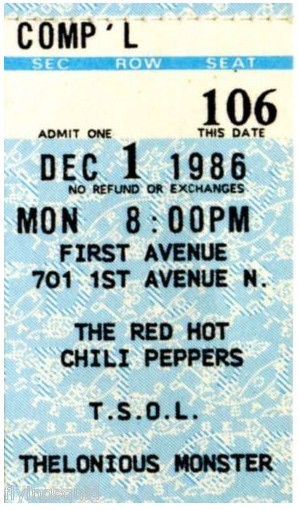 COMP'L
SEC ROW SEAT
106
ADMIT ONE THIS DATE
DEC 1 1986
NO REFUND OR EXCHANGES
MON 8:00PM
FIRST AVENUE
701 1ST AVENUE N.
THE RED HOT
CHILI PEPPERS
T.S.O.L.
THELONIOUS MONSTER